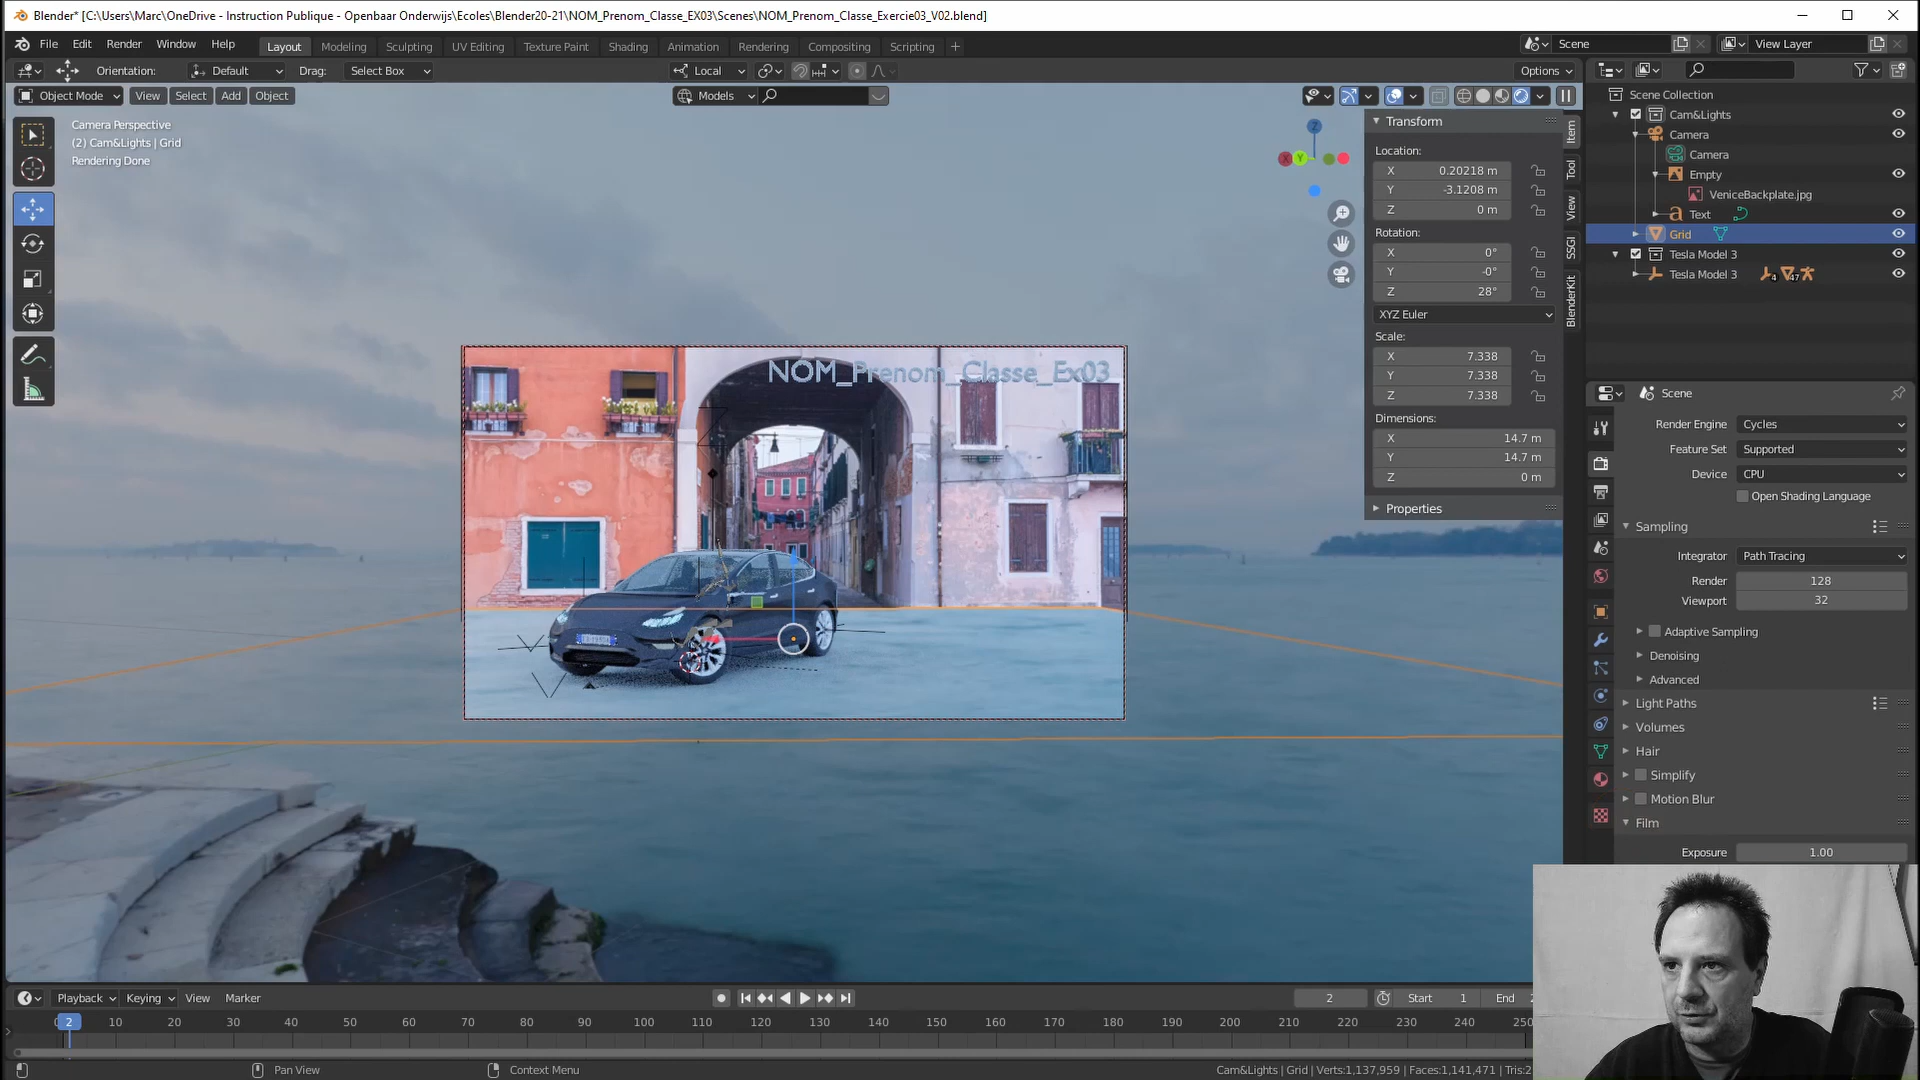 Blender* [C:\Users\Marc\OneDrive - Instruction Publique - Openbaar Onderwijs\Ecoles\Blender20-21\NOM_Prenom_Classe_EX03\Scenes\NOM_Prenom_Classe_Exercie03_V02.blend]
File Edit Render Window Help Layout Modeling Sculpting UV Editing Texture Paint Shading Animation Rendering Compositing Scripting + Scene View Layer
Orientation: Default Drag: Select Box Local Options
Object Mode View Select Add Object Models
Camera Perspective
(2) Cam&Lights | Grid
Rendering Done
Z
X Y
NOM_Prenom_Classe_Ex03
Transform
Location:
X 0.20218 m
Y -3.1208 m
Z 0 m
Rotation:
X 0°
Y -0°
Z 28°
XYZ Euler
Scale:
X 7.338
Y 7.338
Z 7.338
Dimensions:
X 14.7 m
Y 14.7 m
Z 0 m
Properties
Item
Tool
View
SSGI
BlenderKit
Scene Collection
Cam&Lights
Camera
Camera
Empty
VeniceBackplate.jpg
Text
Grid
Tesla Model 3
Tesla Model 3 4 47
Scene
Render Engine Cycles
Feature Set Supported
Device CPU
Open Shading Language
Sampling
Integrator Path Tracing
Render 128
Viewport 32
Adaptive Sampling
Denoising
Advanced
Light Paths
Volumes
Hair
Simplify
Motion Blur
Film
Exposure 1.00
Playback Keying View Marker 2 Start 1 End
0 2 10 20 30 40 50 60 70 80 90 100 110 120 130 140 150 160 170 180 190 200 210 220 230 240 250
Pan View Context Menu Cam&Lights | Grid | Verts:1,137,959 | Faces:1,141,471 | Tris:2